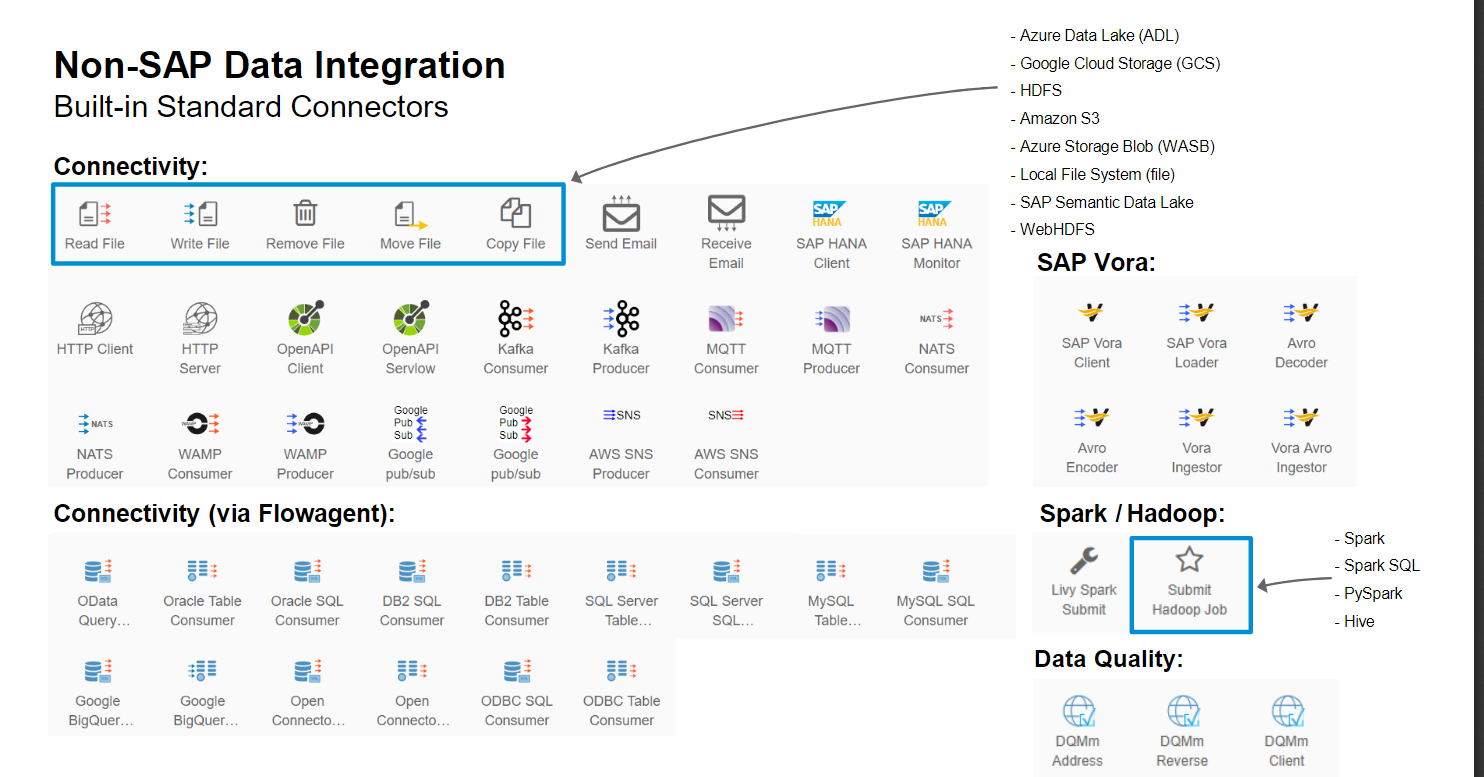 Non-SAP Data Integration
Built-in Standard Connectors
- Azure Data Lake (ADL)
- Google Cloud Storage (GCS)
- HDFS
- Amazon S3
- Azure Storage Blob (WASB)
- Local File System (file)
- SAP Semantic Data Lake
- WebHDFS
Connectivity:
Read File
Write File
Remove File
Move File
Copy File
Send Email
Receive
Email
SAP
HANA
SAP HANA
Client
SAP
HANA
SAP HANA
Monitor
HTTP
HTTP Client
HTTP
Server
OpenAPI
Client
OpenAPI
Servlow
Kafka
Consumer
Kafka
Producer
MQTT
Consumer
MQTT
Producer
NATS
NATS
Consumer
NATS
NATS
Producer
WAMP
WAMP
Consumer
WAMP
WAMP
Producer
Google
Pub
Sub
Google
pub/sub
Google
Pub
Sub
Google
pub/sub
SNS
AWS SNS
Producer
SNS
AWS SNS
Consumer
SAP Vora:
SAP Vora
Client
SAP Vora
Loader
Avro
Decoder
Avro
Encoder
Vora
Ingestor
Vora Avro
Ingestor
Connectivity (via Flowagent):
OData
Query...
Oracle Table
Consumer
Oracle SQL
Consumer
DB2 SQL
Consumer
DB2 Table
Consumer
SQL Server
Table...
SQL Server
SQL...
MySQL
Table...
MySQL SQL
Consumer
Google
BigQuer...
Google
BigQuer...
Open
Connecto...
Open
Connecto...
ODBC SQL
Consumer
ODBC Table
Consumer
Spark / Hadoop:
Livy Spark
Submit
Submit
Hadoop Job
- Spark
- Spark SQL
- PySpark
- Hive
Data Quality:
DQMm
Address
DQMm
Reverse
DQMm
Client